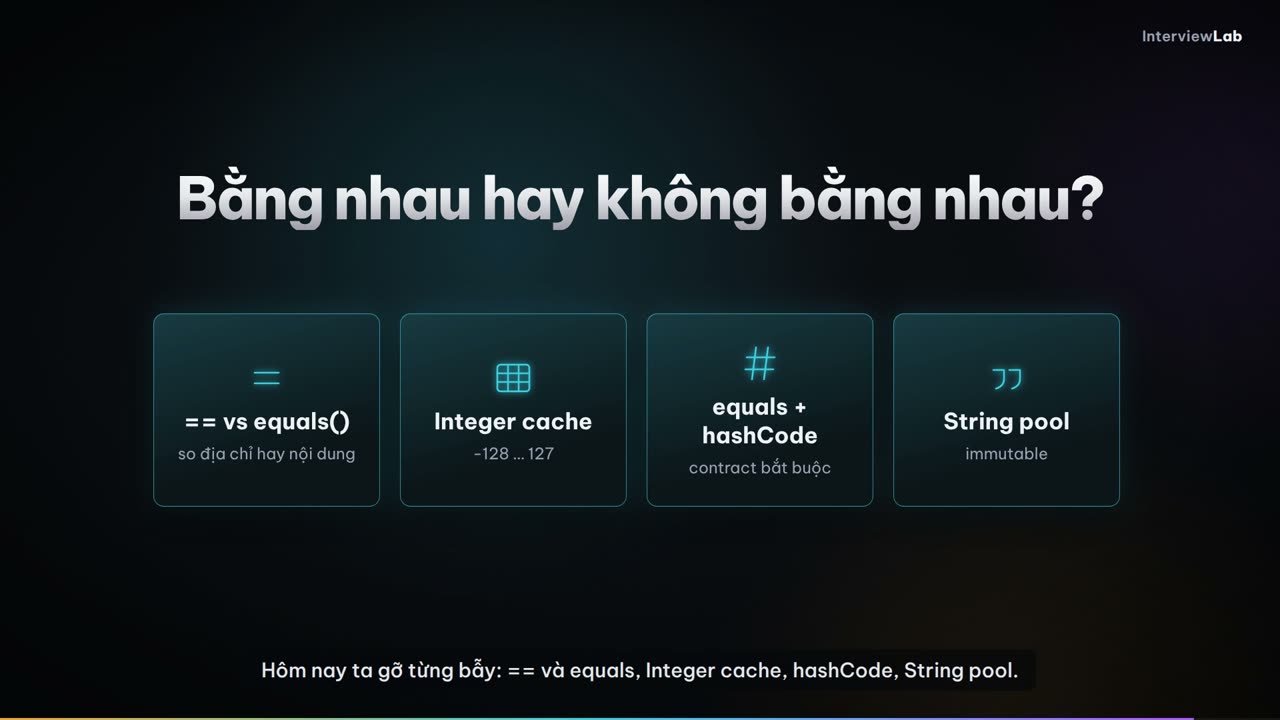 InterviewLab
Bằng nhau hay không bằng nhau?
== vs equals()
so địa chỉ hay nội dung
Integer cache
-128 ... 127
equals +
hashCode
contract bắt buộc
String pool
immutable
Hôm nay ta gỡ từng bẫy: == và equals, Integer cache, hashCode, String pool.